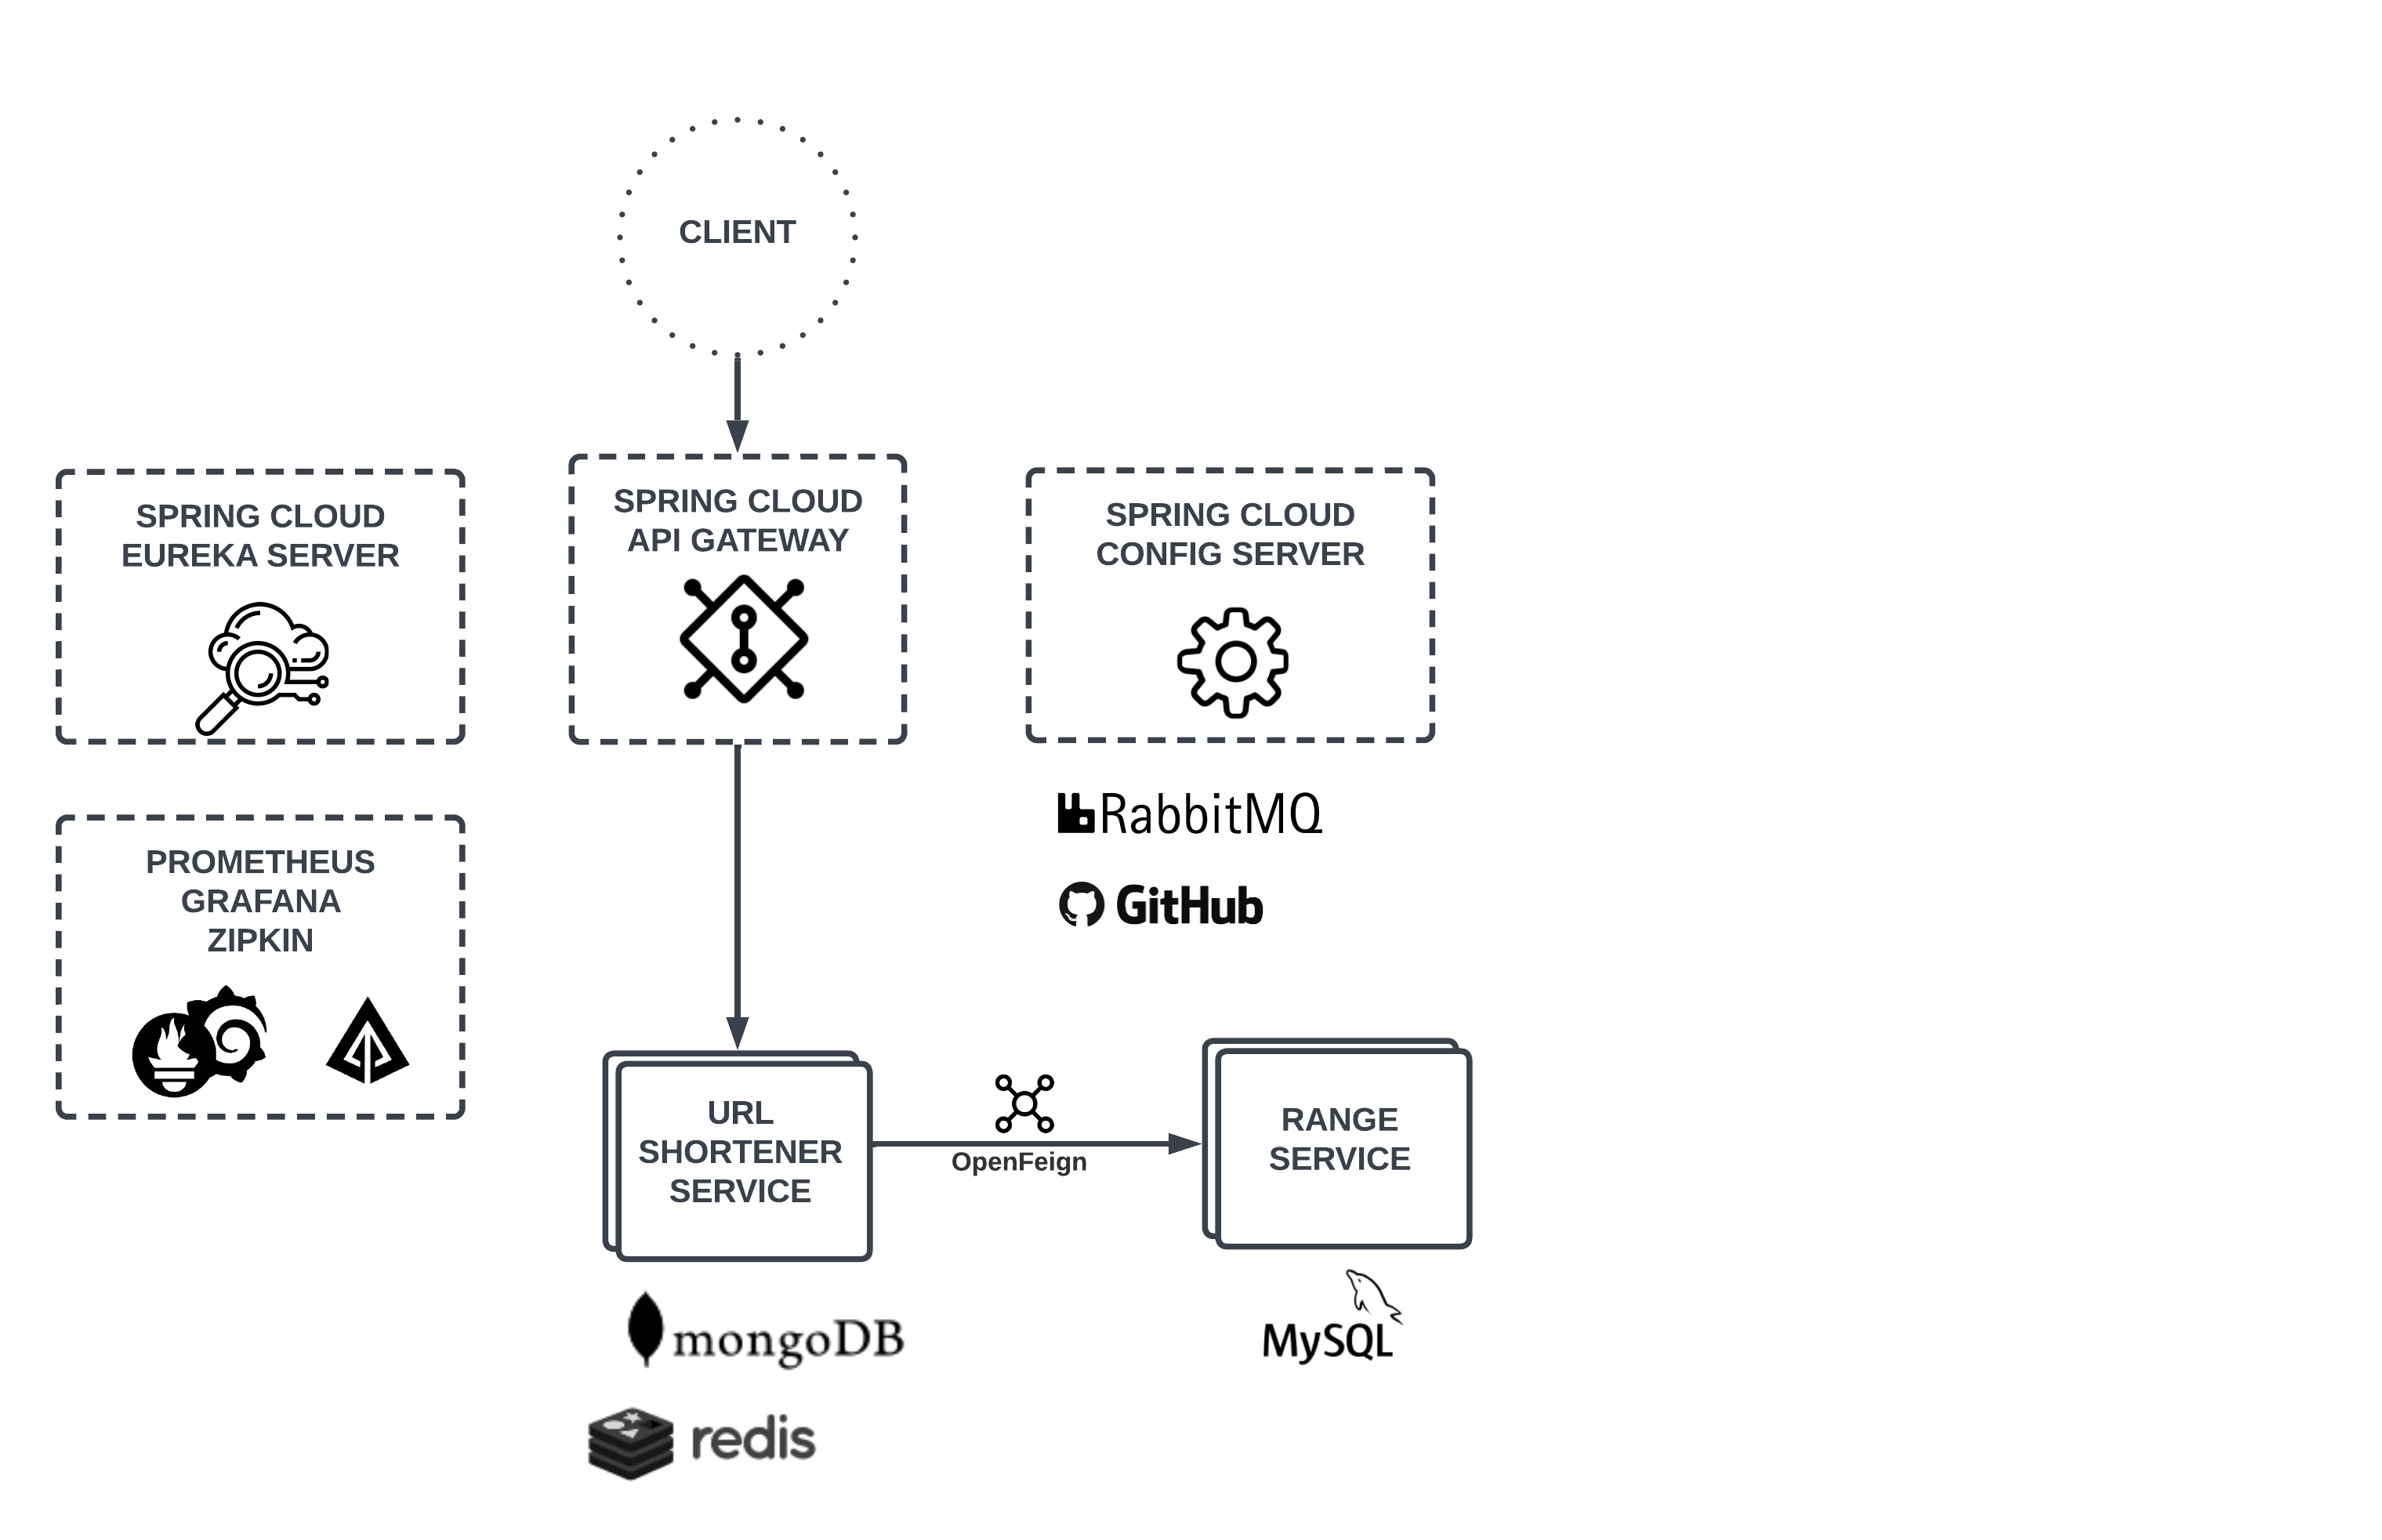 CLIENT
SPRING CLOUD
EUREKA SERVER
SPRING CLOUD
API GATEWAY
SPRING CLOUD
CONFIG SERVER
RabbitMQ
GitHub
PROMETHEUS
GRAFANA
ZIPKIN
URL
SHORTENER
SERVICE
OpenFeign
RANGE
SERVICE
mongoDB
redis
MySQL